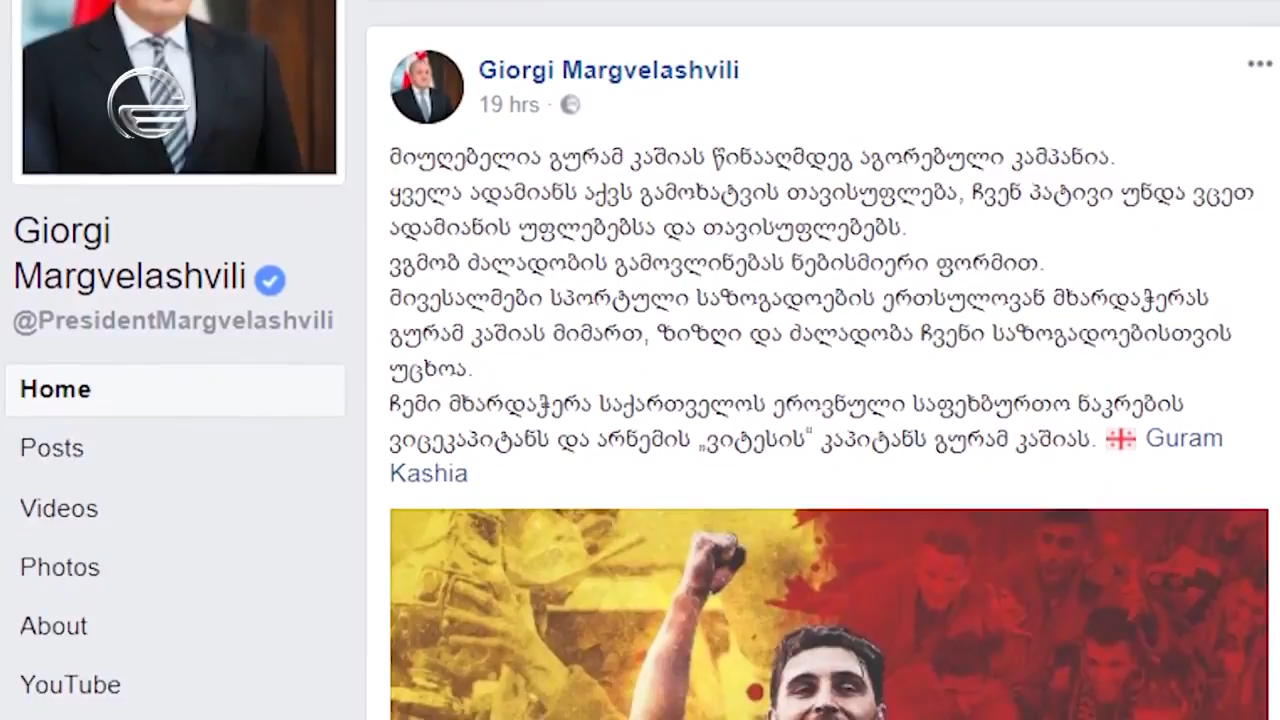 Giorgi
Margvelashvili
@PresidentMargvelashvili
Home
Posts
Videos
Photos
About
YouTube
Giorgi Margvelashvili
19 hrs ·
მიუღებელია გურამ კაშიას წინააღმდეგ აგორებული კამპანია.
ყველა ადამიანს აქვს გამოხატვის თავისუფლება, ჩვენ პატივი უნდა ვცეთ
ადამიანის უფლებებსა და თავისუფლებებს.
ვგმობ ძალადობის გამოვლინებას ნებისმიერი ფორმით.
მივესალმები სპორტული საზოგადოების ერთსულოვან მხარდაჭერას
გურამ კაშიას მიმართ, ზიზღი და ძალადობა ჩვენი საზოგადოებისთვის
უცხოა.
ჩემი მხარდაჭერა საქართველოს ეროვნული საფეხბურთო ნაკრების
ვიცეკაპიტანს და არნემის „ვიტესის“ კაპიტანს გურამ კაშიას. 🇬🇪 Guram
Kashia